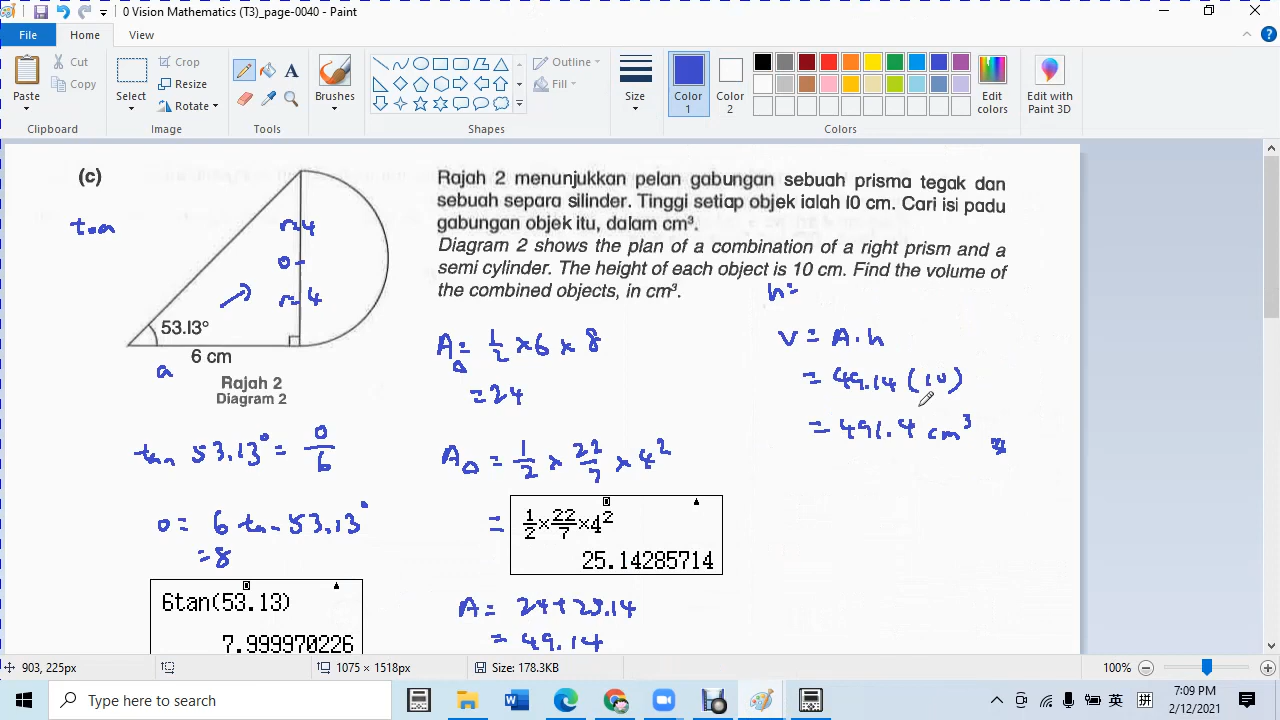 0 Vision Mathematics (T3)_page-0040 - Paint
File Home View
Paste Cut Copy
Clipboard
Select Crop Resize Rotate
Image
Tools
Brushes
Outline Fill
Shapes
Size
Color 1 Color 2
Edit colors
Edit with Paint 3D
Colors
(c)
Rajah 2 menunjukkan pelan gabungan sebuah prisma tegak dan
sebuah separa silinder. Tinggi setiap objek ialah 10 cm. Cari isi padu
gabungan objek itu, dalam cm³.
Diagram 2 shows the plan of a combination of a right prism and a
semi cylinder. The height of each object is 10 cm. Find the volume of
the combined objects, in cm³.
tan
r=4
o
r=4
53.13°
6 cm
a
Rajah 2
Diagram 2
tan 53.13° = o/6
o = 6 tan 53.13°
= 8
6tan(53.13)
7.999970226
A△ = 1/2 × 6 × 8
= 24
A△ = 1/2 × 22/7 × 4²
=
1/2×22/7×4²
25.14285714
A = 24+25.14
= 49.14
h=
V = A.h
= 49.14 (10)
= 491.4 cm³
903, 225px
1075 × 1518px
Size: 178.3KB
100%
Type here to search
英 拼
7:09 PM
2/12/2021